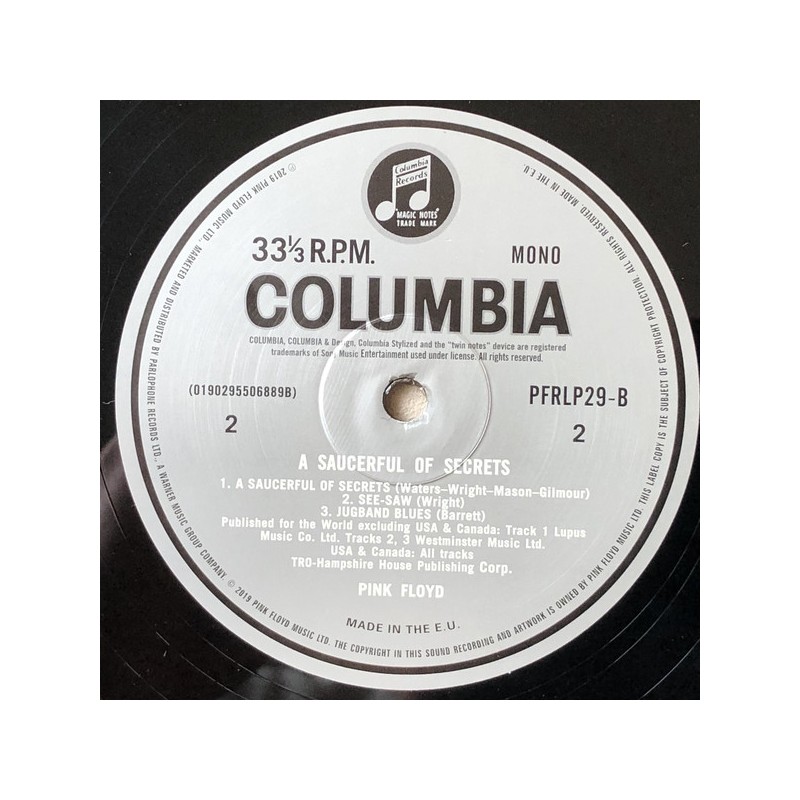 Columbia
Records
"MAGIC NOTES"
TRADE MARK
33⅓ R.P.M.
MONO
COLUMBIA
COLUMBIA, COLUMBIA & Design, Columbia Stylized and the "twin notes" device are registered
trademarks of Sony Music Entertainment used under license. All rights reserved.
(0190295506889B)
PFRLP29-B
2
2
A SAUCERFUL OF SECRETS
1. A SAUCERFUL OF SECRETS (Waters–Wright–Mason–Gilmour)
2. SEE-SAW (Wright)
3. JUGBAND BLUES (Barrett)
Published for the World excluding USA & Canada: Track 1 Lupus
Music Co. Ltd. Tracks 2, 3 Westminster Music Ltd.
USA & Canada: All tracks
TRO-Hampshire House Publishing Corp.
PINK FLOYD
MADE IN THE E.U.
℗ 2019 PINK FLOYD MUSIC LTD. MARKETED AND DISTRIBUTED BY PARLOPHONE RECORDS LTD., A WARNER MUSIC GROUP COMPANY © 2019 PINK FLOYD MUSIC LTD. THE COPYRIGHT IN THIS SOUND RECORDING AND ARTWORK IS OWNED BY PINK FLOYD MUSIC LTD. THIS LABEL COPY IS THE SUBJECT OF COPYRIGHT PROTECTION. ALL RIGHTS RESERVED MADE IN THE E.U.